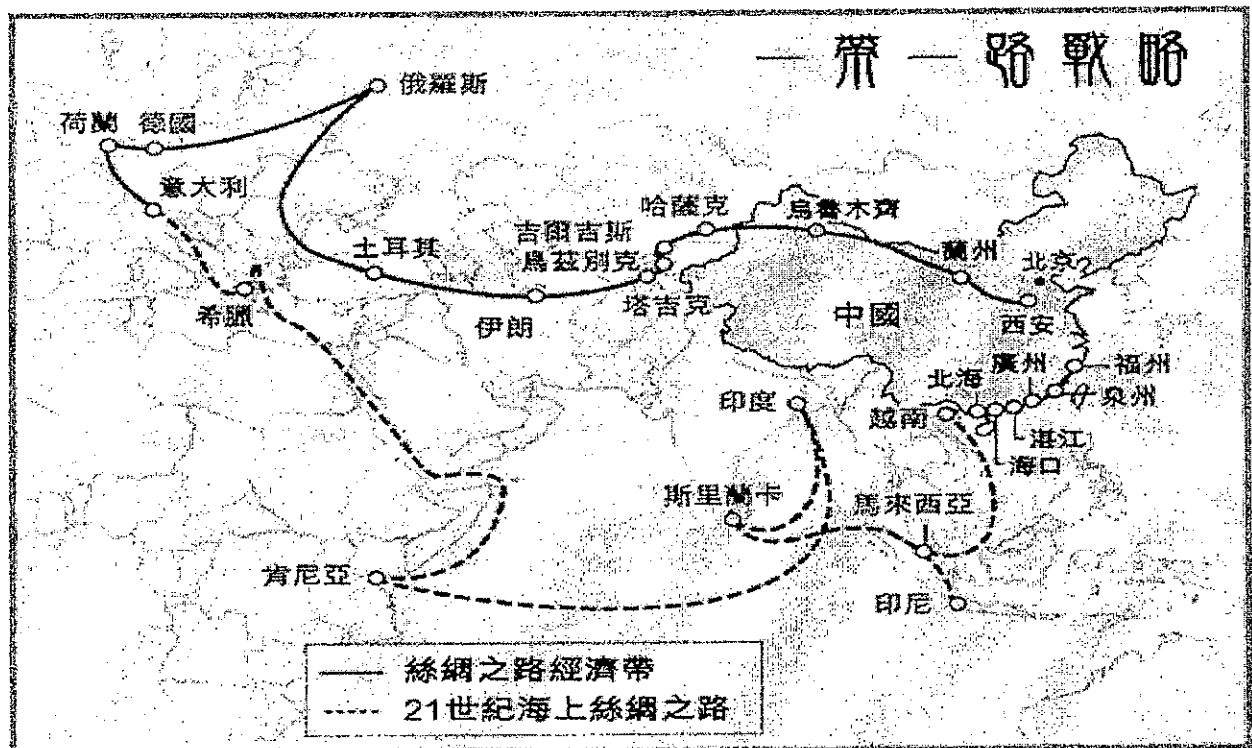 一帶一路戰略
俄羅斯
荷蘭 德國
意大利
哈薩克
烏魯木齊
吉爾吉斯
烏茲別克
土耳其
蘭州
北京
希臘
伊朗
塔吉克
中國
西安
廣州
福州
北海
印度
越南
泉州
湛江
海口
斯里蘭卡
馬來西亞
肯尼亞
印尼
絲綢之路經濟帶
21世紀海上絲綢之路